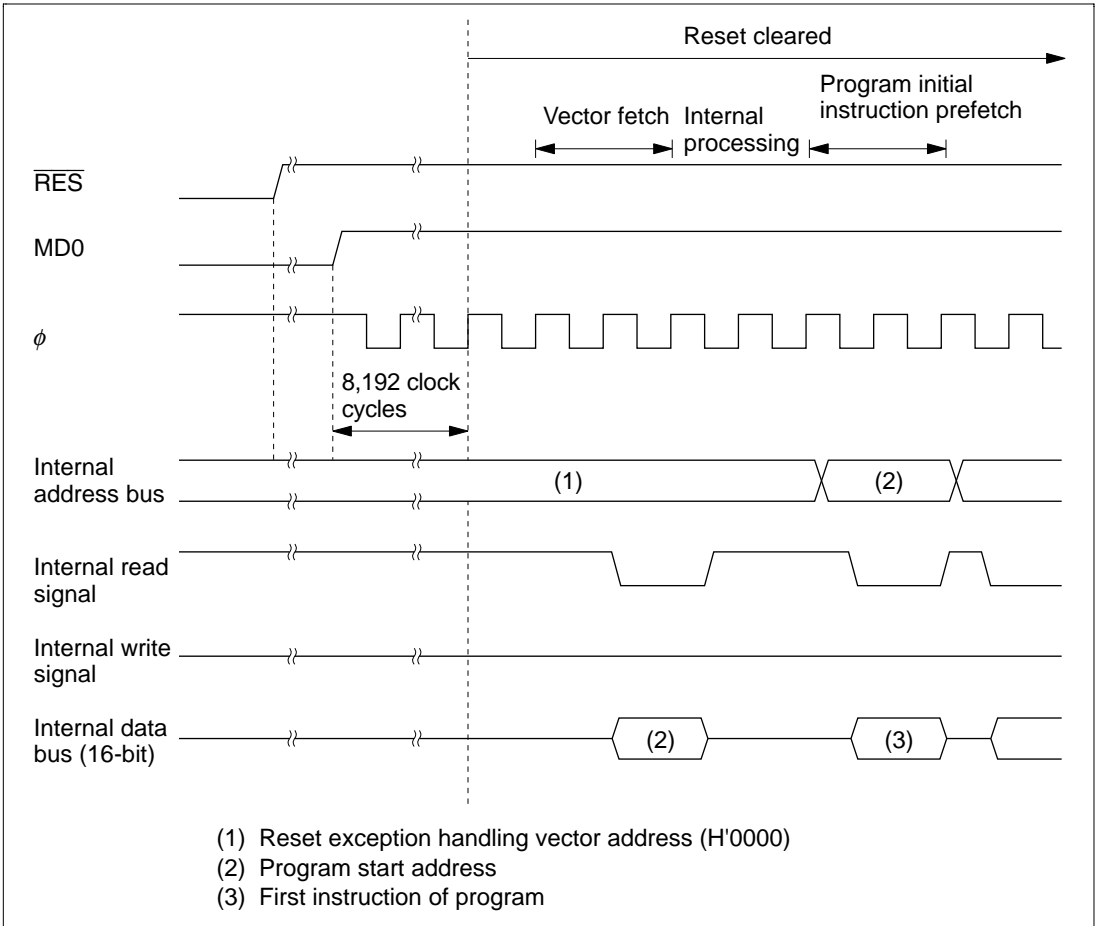 Reset cleared
Program initial
instruction prefetch
Vector fetch
Internal
processing
RES
MD0
ϕ
8,192 clock
cycles
Internal
address bus
(1)
(2)
Internal read
signal
Internal write
signal
Internal data
bus (16-bit)
(2)
(3)
(1) Reset exception handling vector address (H'0000)
(2) Program start address
(3) First instruction of program